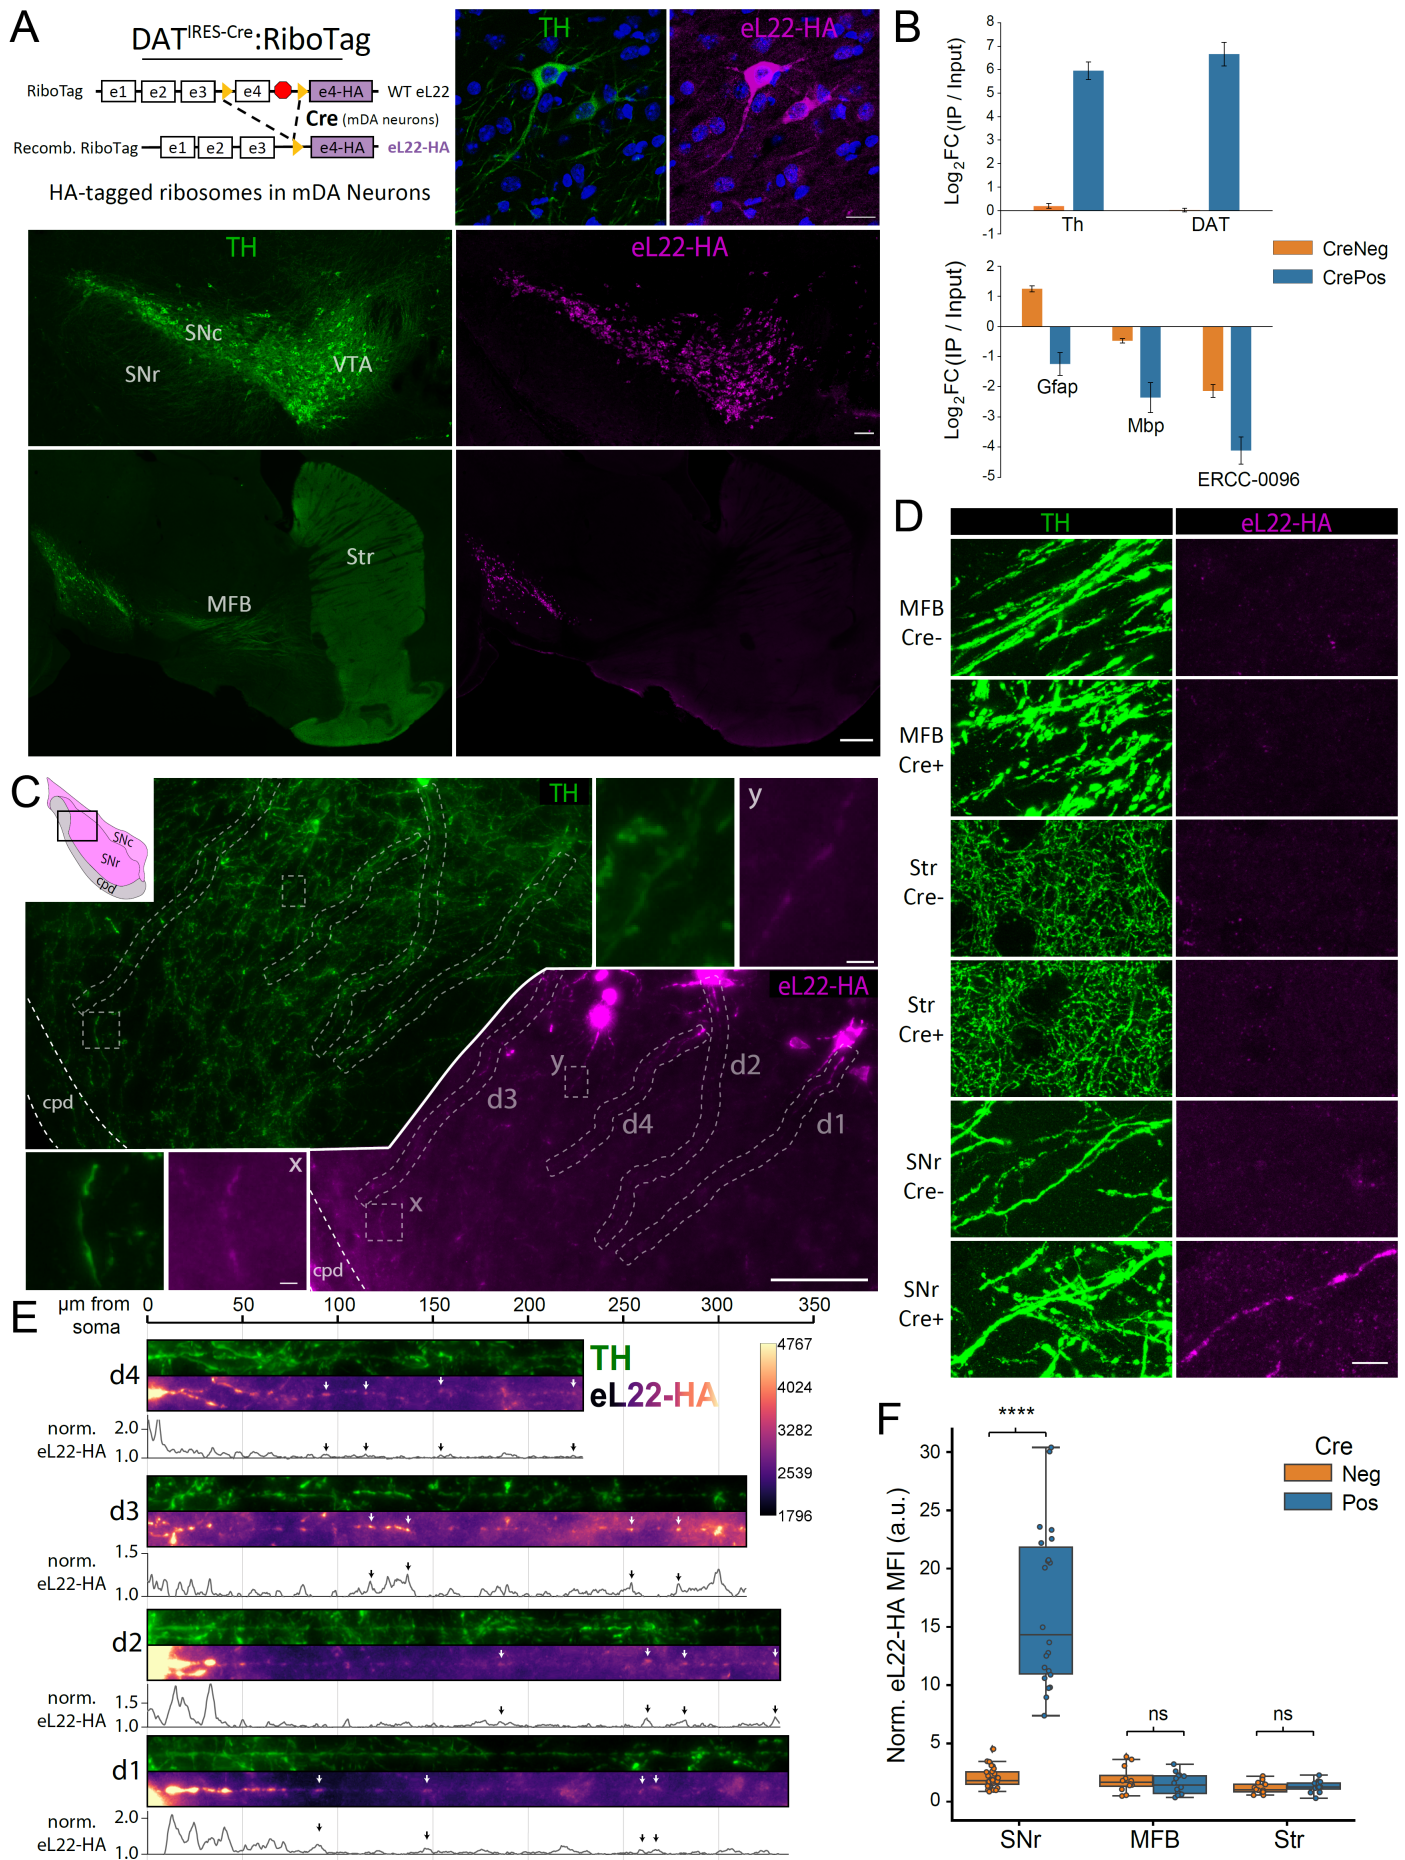 A
DATIRES-Cre:RiboTag
RiboTag e1 e2 e3 e4 e4-HA WT eL22
Cre (mDA neurons)
Recomb. RiboTag e1 e2 e3 e4-HA eL22-HA
HA-tagged ribosomes in mDA Neurons
TH eL22-HA
TH eL22-HA
SNc
SNr
VTA
Str
MFB
B
Log2FC(IP / Input)
8
7
6
5
4
3
2
1
0
-1
Th DAT
CreNeg
CrePos
Log2FC(IP / Input)
2
1
0
-1
-2
-3
-4
-5
Gfap
Mbp
ERCC-0096
C
SNc
SNr
cpd
TH
y
cpd
eL22-HA
y
d2
d3
d4
d1
x
x
cpd
D
TH eL22-HA
MFB
Cre-
MFB
Cre+
Str
Cre-
Str
Cre+
SNr
Cre-
SNr
Cre+
E
µm from
soma
0 50 100 150 200 250 300 350
d4
TH
eL22-HA
4767
4024
3282
2539
1796
norm.
eL22-HA
2.0
1.0
d3
norm.
eL22-HA
1.5
1.0
d2
norm.
eL22-HA
1.5
1.0
d1
norm.
eL22-HA
2.0
1.0
F
Norm. eL22-HA MFI (a.u.)
30
25
20
15
10
5
0
****
ns
ns
Cre
Neg
Pos
SNr MFB Str